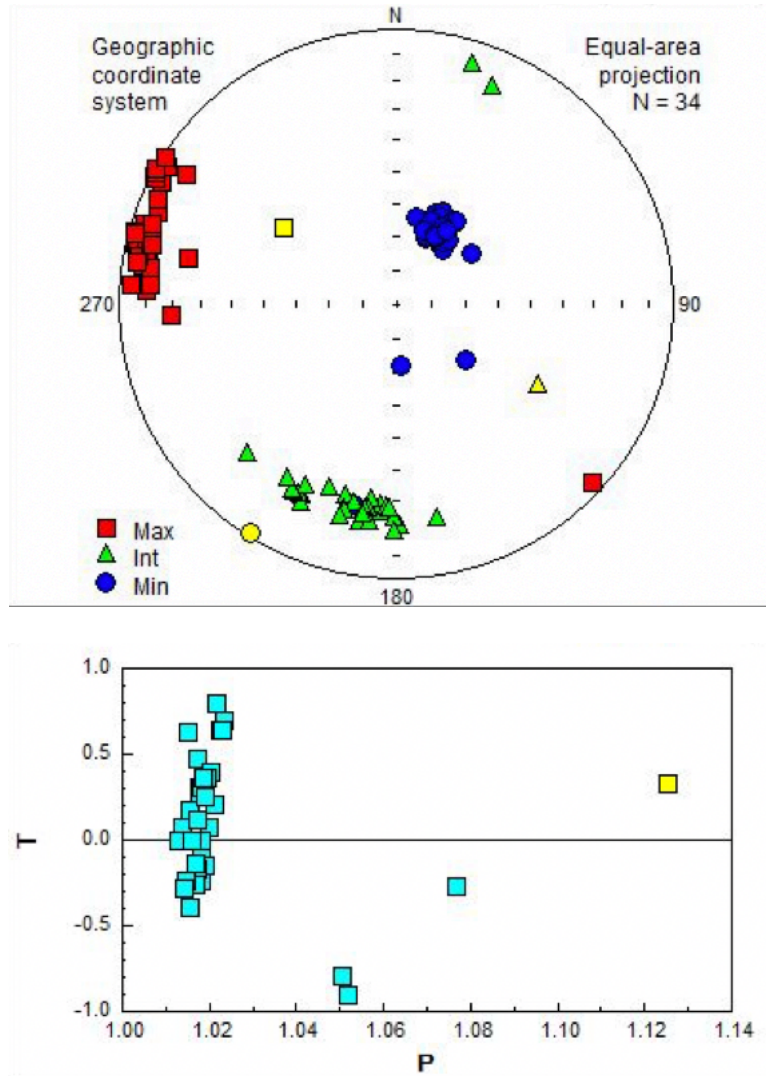 N
Geographic
coordinate
system
Equal-area
projection
N = 34
270
90
Max
Int
Min
180
1.0
0.5
0.0
-0.5
-1.0
T
1.00
1.02
1.04
1.06
1.08
1.10
1.12
1.14
P